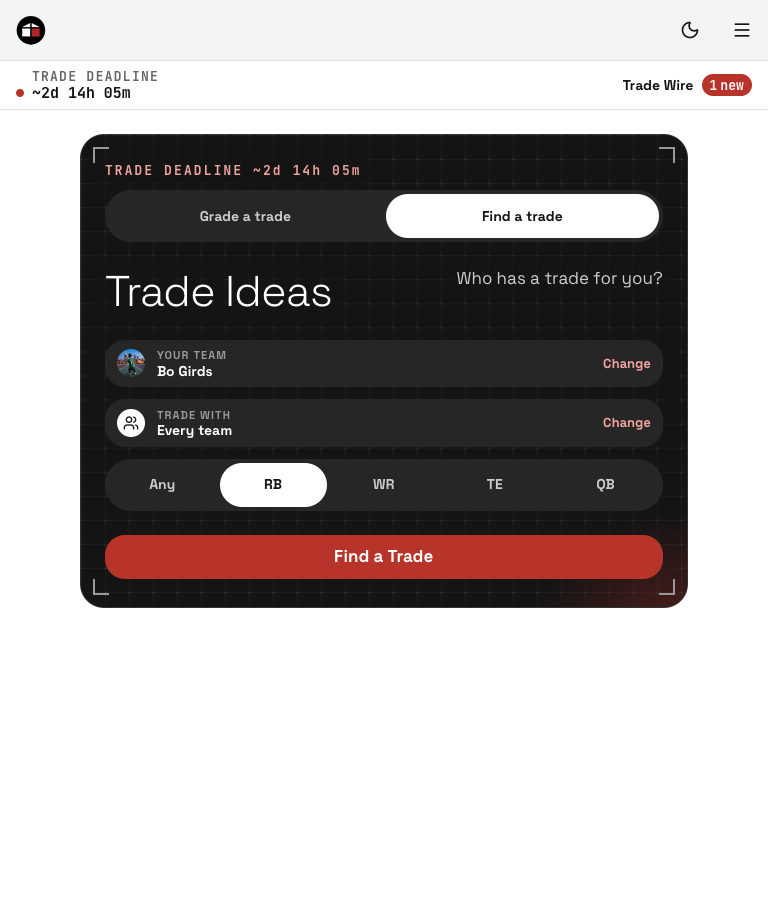 TRADE DEADLINE
~2d 14h 05m
Trade Wire
1 new
TRADE DEADLINE ~2d 14h 05m
Grade a trade
Find a trade
Trade Ideas
Who has a trade for you?
YOUR TEAM
Bo Girds
Change
TRADE WITH
Every team
Change
Any
RB
WR
TE
QB
Find a Trade